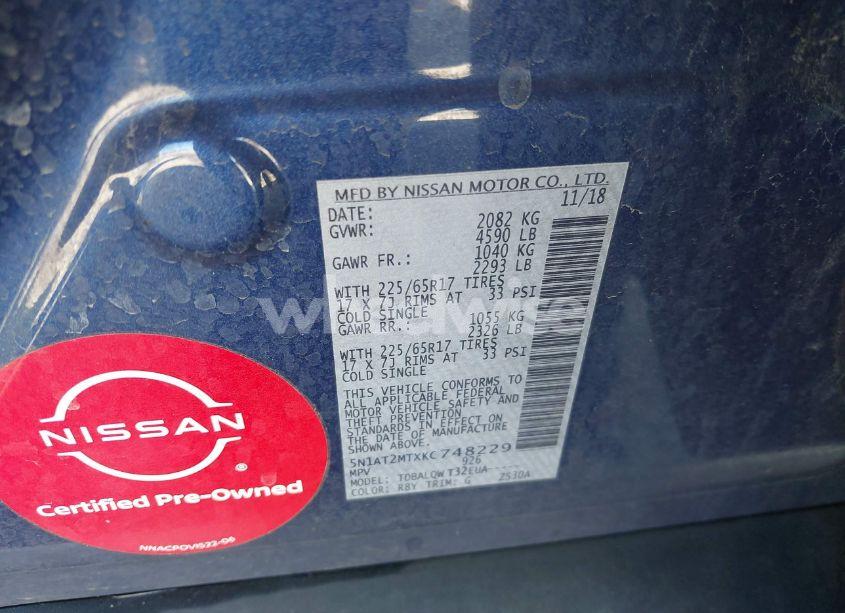 MFD BY NISSAN MOTOR CO., LTD.
DATE: 11/18
GVWR: 2082 KG
4590 LB
GAWR FR.: 1040 KG
2293 LB
WITH 225/65R17 TIRES
17 X 7J RIMS AT 33 PSI
COLD SINGLE
GAWR RR.: 1055 KG
2326 LB
WITH 225/65R17 TIRES
17 X 7J RIMS AT 33 PSI
COLD SINGLE
THIS VEHICLE CONFORMS TO
ALL APPLICABLE FEDERAL
MOTOR VEHICLE SAFETY AND
THEFT PREVENTION
STANDARDS IN EFFECT ON
THE DATE OF MANUFACTURE
SHOWN ABOVE.
5N1AT2MTXKC748229
MPV 926
MODEL: TDBALQWT32EUA
COLOR: RBY TRIM: G 2530A
NISSAN
Certified Pre-Owned